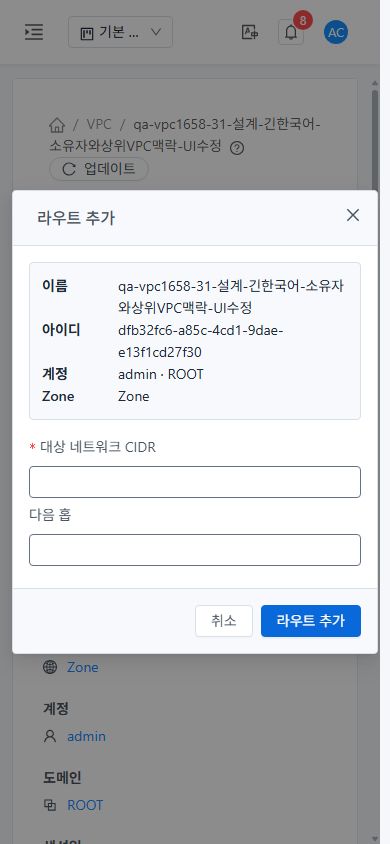 기본 ...
8
AC
/ VPC / qa-vpc1658-31-설계-긴한국어-
소유자와상위VPC맥락-UI수정
업데이트
라우트 추가
이름 qa-vpc1658-31-설계-긴한국어-소유자
와상위VPC맥락-UI수정
아이디 dfb32fc6-a85c-4cd1-9dae-
e13f1cd27f30
계정 admin · ROOT
Zone Zone
* 대상 네트워크 CIDR
다음 홉
취소 라우트 추가
Zone
계정
admin
도메인
ROOT